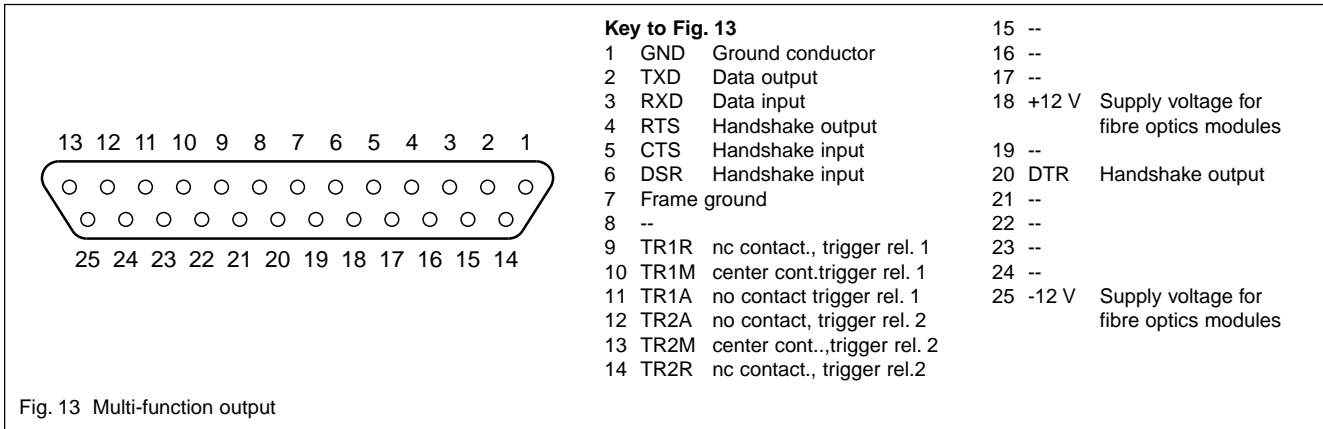 13 12 11 10 9 8 7 6 5 4 3 2 1
25 24 23 22 21 20 19 18 17 16 15 14
Key to Fig. 13
1 GND Ground conductor
2 TXD Data output
3 RXD Data input
4 RTS Handshake output
5 CTS Handshake input
6 DSR Handshake input
7 Frame ground
8 --
9 TR1R nc contact., trigger rel. 1
10 TR1M center cont.trigger rel. 1
11 TR1A no contact trigger rel. 1
12 TR2A no contact, trigger rel. 2
13 TR2M center cont..,trigger rel. 2
14 TR2R nc contact., trigger rel.2
15 --
16 --
17 --
18 +12 V Supply voltage for
fibre optics modules
19 --
20 DTR Handshake output
21 --
22 --
23 --
24 --
25 -12 V Supply voltage for
fibre optics modules
Fig. 13 Multi-function output